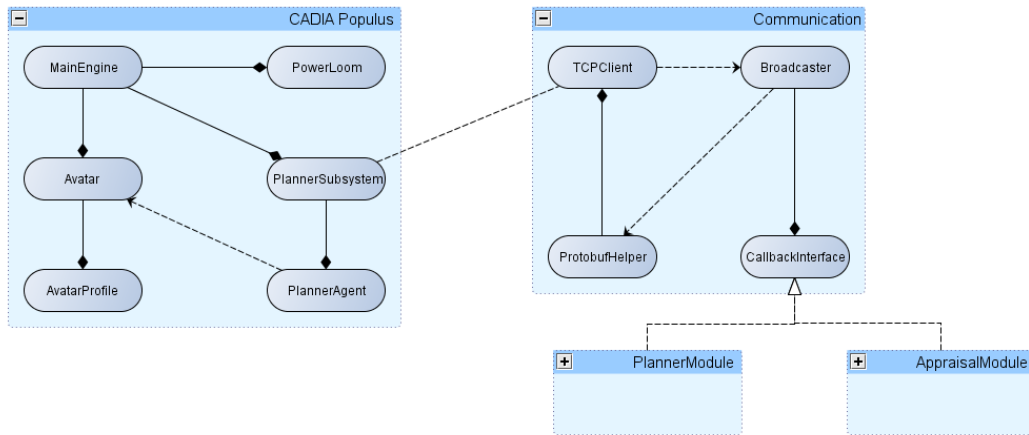 CADIA Populus
MainEngine
PowerLoom
Avatar
PlannerSubsystem
AvatarProfile
PlannerAgent
Communication
TCPClient
Broadcaster
ProtobufHelper
CallbackInterface
PlannerModule
AppraisalModule